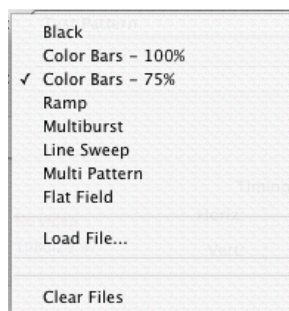 Black
Color Bars – 100%
✓ Color Bars – 75%
Ramp
Multiburst
Line Sweep
Multi Pattern
Flat Field
Load File...
Clear Files